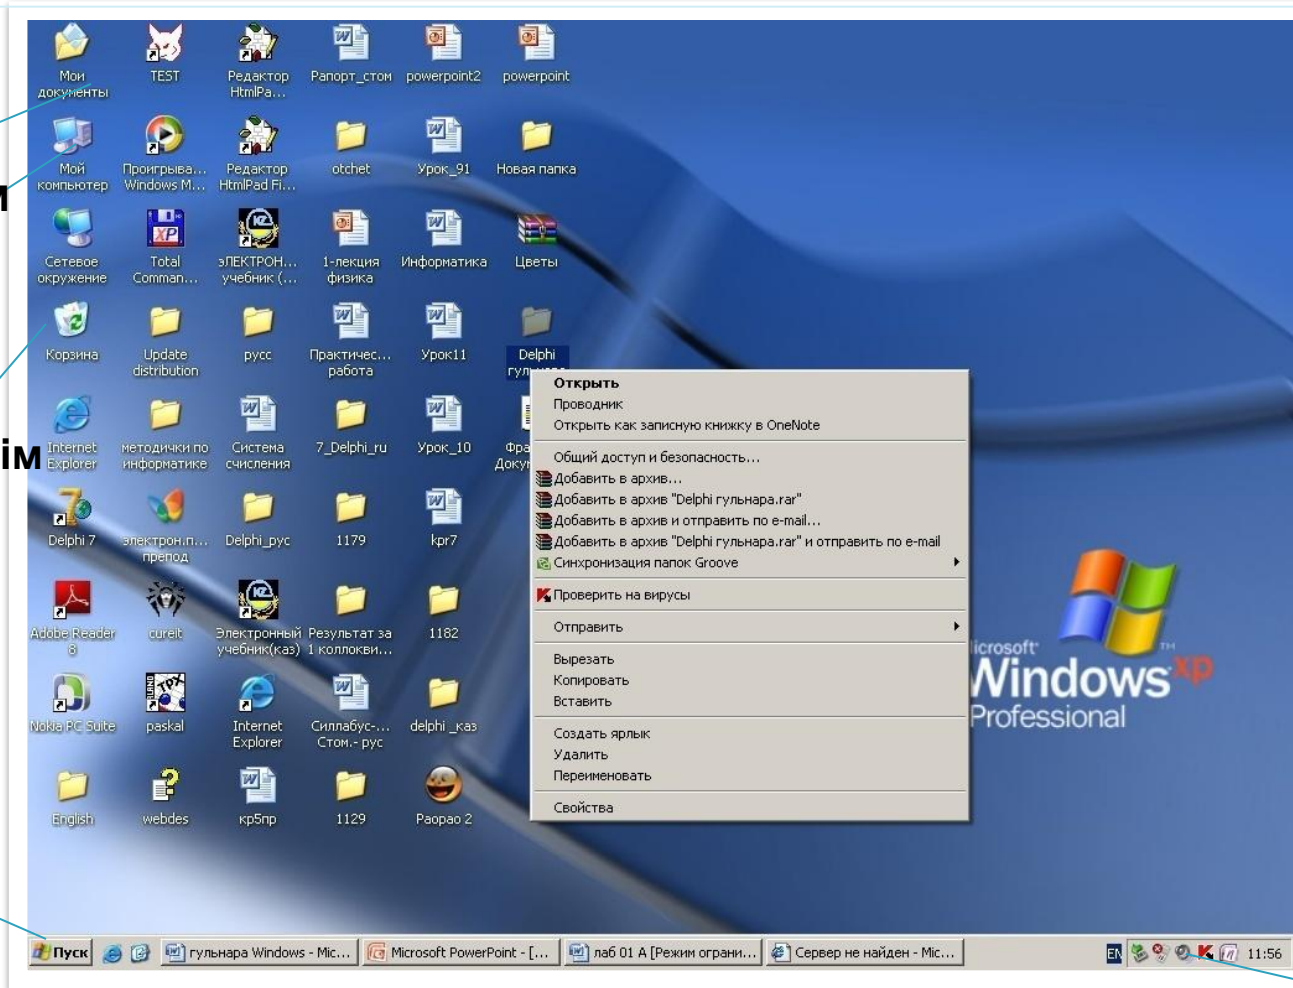 Мои
документы
TEST
Редактор
HtmlPa...
Рапорт_стом
powerpoint2
powerpoint
Мой
компьютер
Проигрыва...
Windows M...
Редактор
HtmlPad Fi...
otchet
Урок_91
Новая папка
Сетевое
окружение
Total
Comman...
эЛЕКТРОН...
учебник (...
1-лекция
физика
Информатика
Цветы
Корзина
Update
distribution
русс
Практичес...
работа
Урок11
Delphi
Internet
Explorer
методички по
информатике
Система
счисления
7_Delphi_ru
Урок_10
Фра
Доку
ім
Delphi 7
электрон.п...
препод
Delphi_рус
1179
kpr7
Adobe Reader
8
cureit
Электронный
учебник(каз)
Результат за
1 коллокви...
1182
Nokia PC Suite
paskal
Internet
Explorer
Силлабус-...
Стом.- рус
delphi _каз
English
webdes
кр5пр
1129
Paopao 2
Открыть
Проводник
Открыть как записную книжку в OneNote
Общий доступ и безопасность...
Добавить в архив...
Добавить в архив "Delphi гульнара.rar"
Добавить в архив и отправить по e-mail...
Добавить в архив "Delphi гульнара.rar" и отправить по e-mail
Синхронизация папок Groove
Проверить на вирусы
Отправить
Вырезать
Копировать
Вставить
Создать ярлык
Удалить
Переименовать
Свойства
icrosoft
Windows xp
Professional
Пуск
гульнара Windows - Mic...
Microsoft PowerPoint - [...
лаб 01 А [Режим ограни...
Сервер не найден - Mic...
EN
11:56